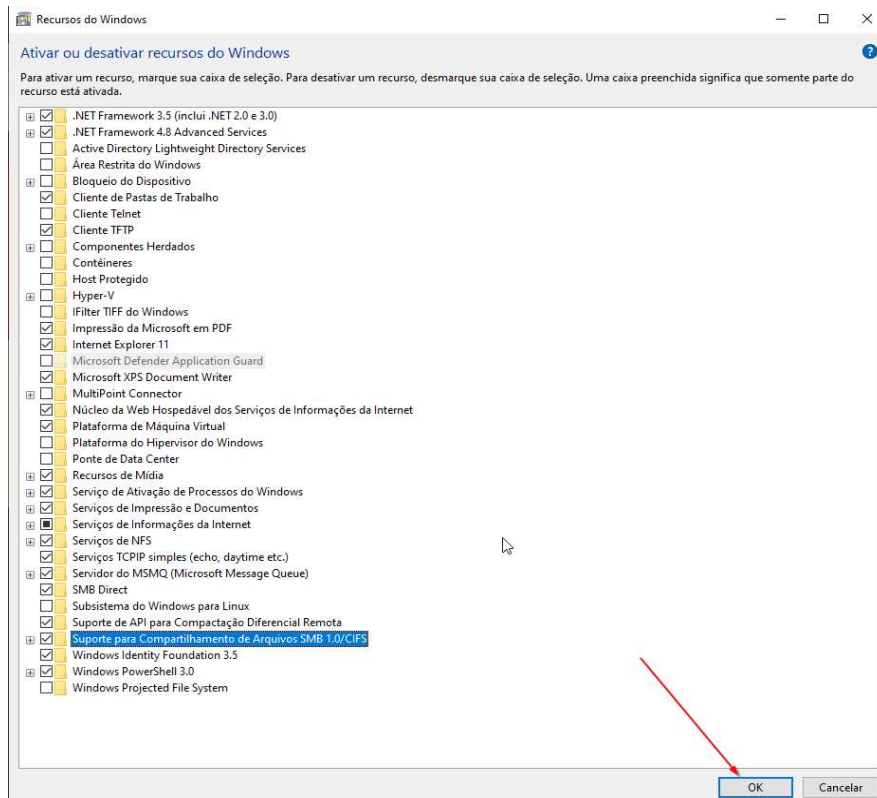 Recursos do Windows
Ativar ou desativar recursos do Windows
Para ativar um recurso, marque sua caixa de seleção. Para desativar um recurso, desmarque sua caixa de seleção. Uma caixa preenchida significa que somente parte do
recurso está ativada.
.NET Framework 3.5 (inclui .NET 2.0 e 3.0)
.NET Framework 4.8 Advanced Services
Active Directory Lightweight Directory Services
Área Restrita do Windows
Bloqueio do Dispositivo
Cliente de Pastas de Trabalho
Cliente Telnet
Cliente TFTP
Componentes Herdados
Contêineres
Host Protegido
Hyper-V
IFilter TIFF do Windows
Impressão da Microsoft em PDF
Internet Explorer 11
Microsoft Defender Application Guard
Microsoft XPS Document Writer
MultiPoint Connector
Núcleo da Web Hospedável dos Serviços de Informações da Internet
Plataforma de Máquina Virtual
Plataforma do Hipervisor do Windows
Ponte de Data Center
Recursos de Mídia
Serviço de Ativação de Processos do Windows
Serviços de Impressão e Documentos
Serviços de Informações da Internet
Serviços de NFS
Serviços TCPIP simples (echo, daytime etc.)
Servidor do MSMQ (Microsoft Message Queue)
SMB Direct
Subsistema do Windows para Linux
Suporte de API para Compactação Diferencial Remota
Suporte para Compartilhamento de Arquivos SMB 1.0/CIFS
Windows Identity Foundation 3.5
Windows PowerShell 3.0
Windows Projected File System
OK
Cancelar